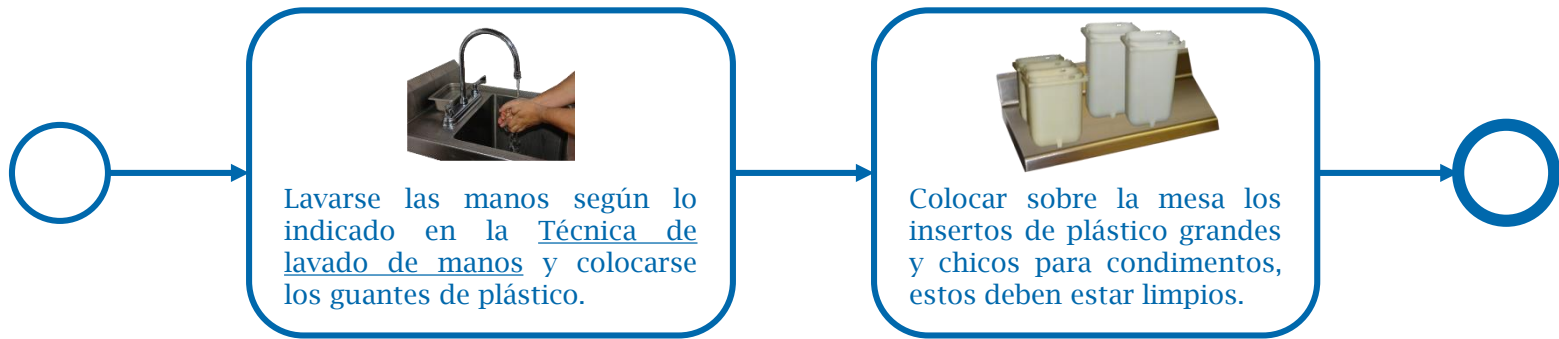 Lavarse las manos según lo
indicado en la Técnica de
lavado de manos y colocarse
los guantes de plástico.
Colocar sobre la mesa los
insertos de plástico grandes
y chicos para condimentos,
estos deben estar limpios.